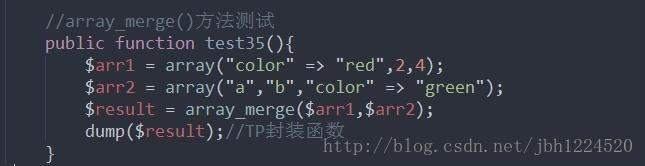 //array_merge()方法测试
public function test35(){
$arr1 = array("color" => "red",2,4);
$arr2 = array("a","b","color" => "green");
$result = array_merge($arr1,$arr2);
dump($result);//TP封装函数
http://blog.csdn.net/jbh1224520
}